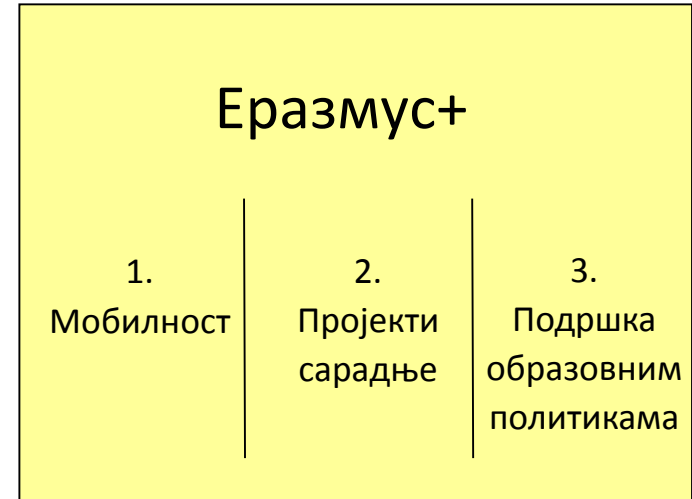 Еразмус+
1.
Мобилност
2.
Пројекти
сарадње
3.
Подршка
образовним
политикама